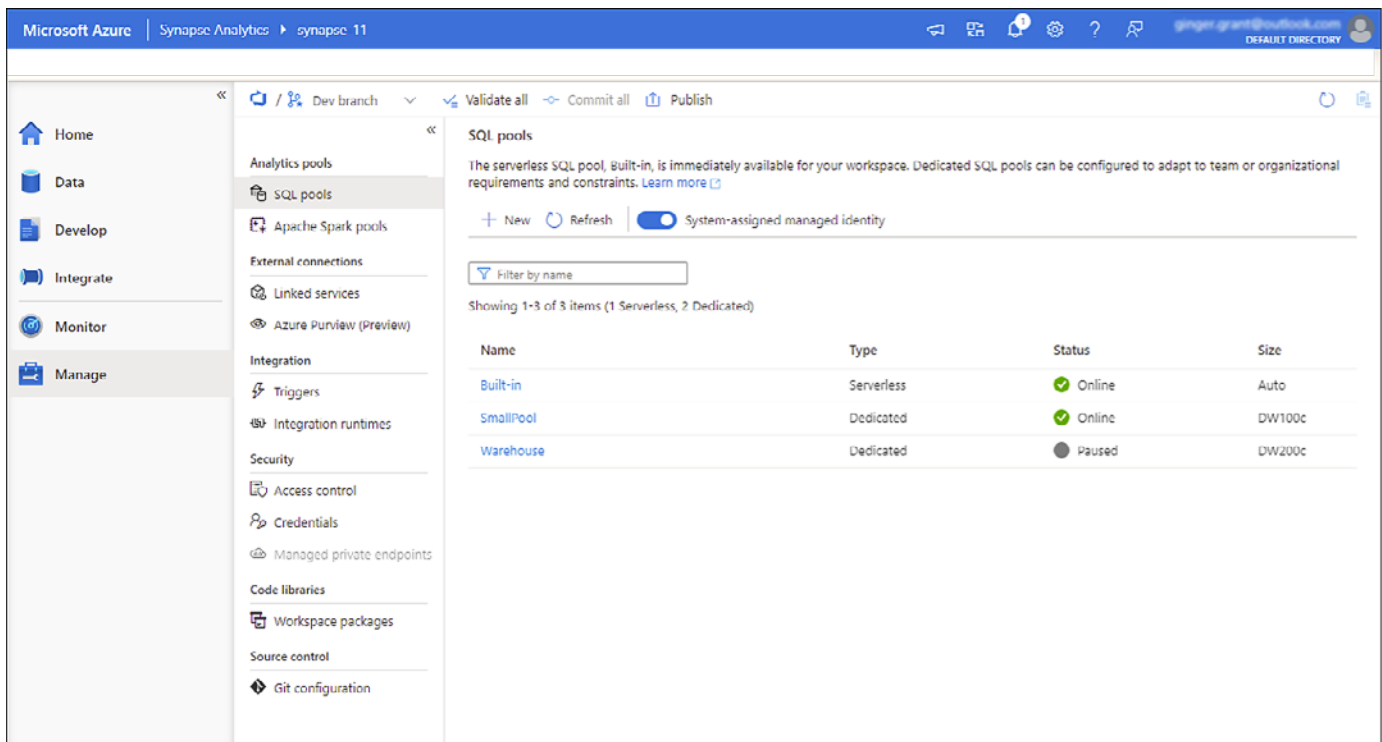 Microsoft Azure Synapse Analytics synapse 11
1
ginger.grant@outlook.com
DEFAULT DIRECTORY
Home
Data
Develop
Integrate
Monitor
Manage
/ Dev branch Validate all Commit all Publish
Analytics pools
SQL pools
Apache Spark pools
External connections
Linked services
Azure Purview (Preview)
Integration
Triggers
Integration runtimes
Security
Access control
Credentials
Managed private endpoints
Code libraries
Workspace packages
Source control
Git configuration
SQL pools
The serverless SQL pool, Built-in, is immediately available for your workspace. Dedicated SQL pools can be configured to adapt to team or organizational
requirements and constraints. Learn more
New Refresh System-assigned managed identity
Filter by name
Showing 1-3 of 3 items (1 Serverless, 2 Dedicated)
Name Type Status Size
Built-in Serverless Online Auto
SmallPool Dedicated Online DW100c
Warehouse Dedicated Paused DW200c